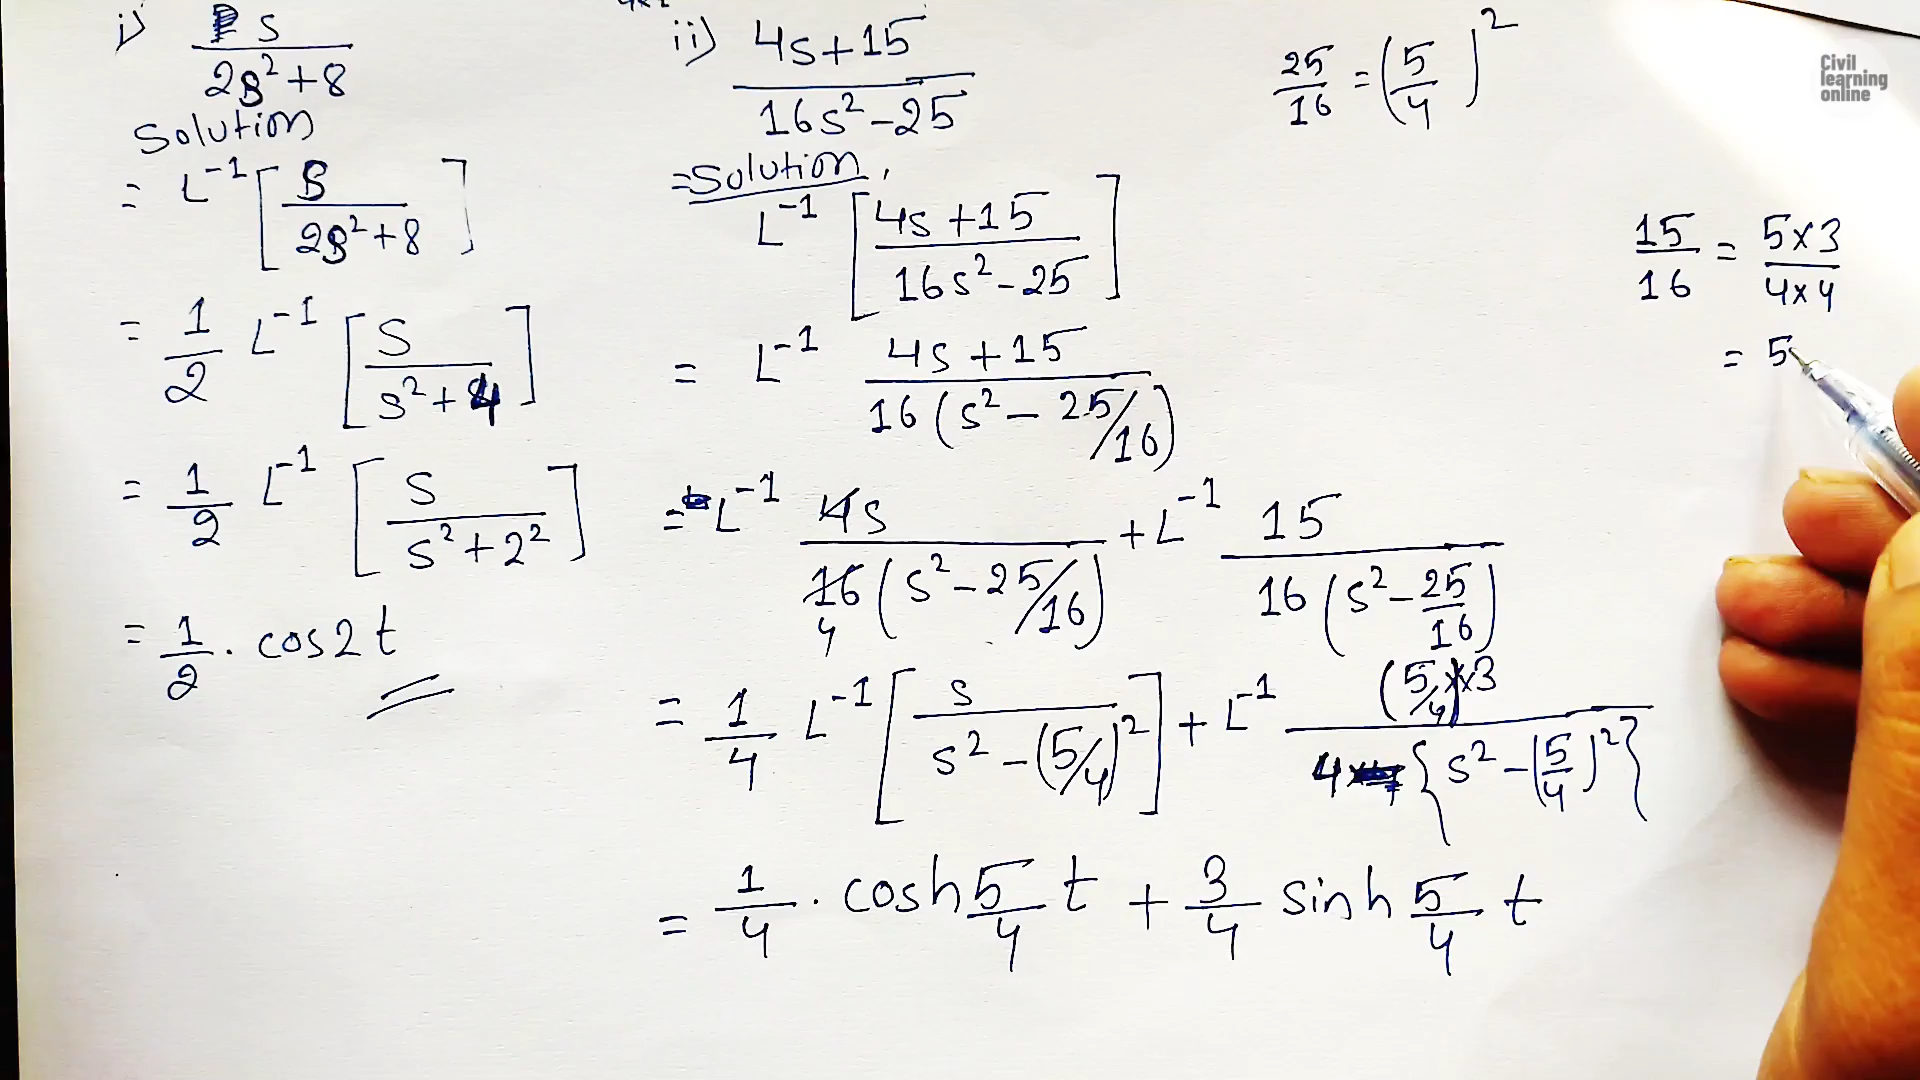 i) s / 2s²+8
Solution
= L⁻¹ [ s / 2s²+8 ]
= 1/2 L⁻¹ [ s / s²+4 ]
= 1/2 L⁻¹ [ s / s²+2² ]
= 1/2 . cos2t
ii) 4s+15 / 16s²-25
=Solution,
L⁻¹ [ 4s+15 / 16s²-25 ]
= L⁻¹ 4s+15 / 16(s²-25/16)
= L⁻¹ 4s / 16(s²-25/16) + L⁻¹ 15 / 16(s²-25/16)
4
= 1/4 L⁻¹ [ s / s²-(5/4)² ] + L⁻¹ (5/4)×3 / 4{s²-(5/4)²}
= 1/4 . cosh 5/4 t + 3/4 sinh 5/4 t
25/16 = (5/4)²
15/16 = 5×3 / 4×4
= 5
Civil
learning
online